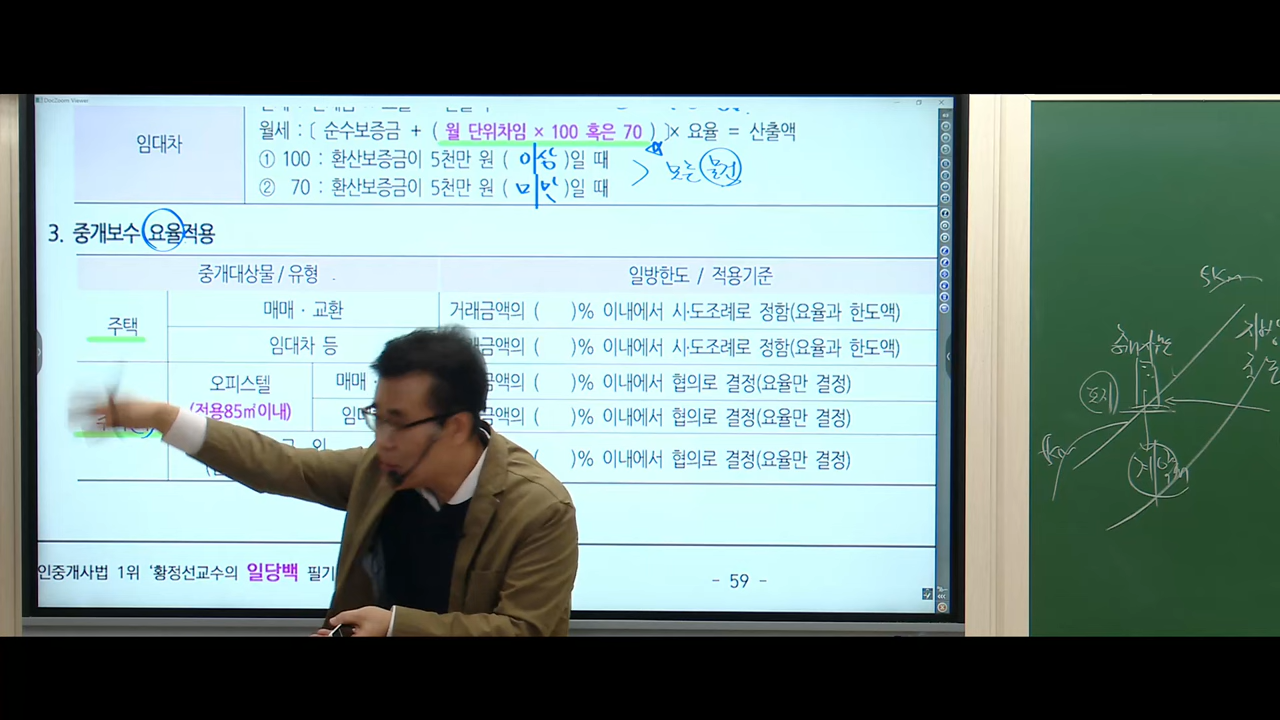 DocZoom Viewer
임대차
월세 : [ 순수보증금 + ( 월 단위차임 × 100 혹은 70 ) ]× 요율 = 산출액
① 100 : 환산보증금이 5천만 원 ( 이상 )일 때
② 70 : 환산보증금이 5천만 원 ( 미만 )일 때
모든 물건
3. 중개보수 요율적용
중개대상물 / 유형
일방한도 / 적용기준
주택
매매 · 교환
거래금액의 ( )% 이내에서 시·도조례로 정함(요율과 한도액)
임대차 등
래금액의 ( )% 이내에서 시·도조례로 정함(요율과 한도액)
오피스텔
(전용85㎡이내)
매매
금액의 ( )% 이내에서 협의로 결정(요율만 결정)
임
금액의 ( )% 이내에서 협의로 결정(요율만 결정)
( )% 이내에서 협의로 결정(요율만 결정)
인중개사법 1위 '황정선교수의 일당백 필기
- 59 -
5Km